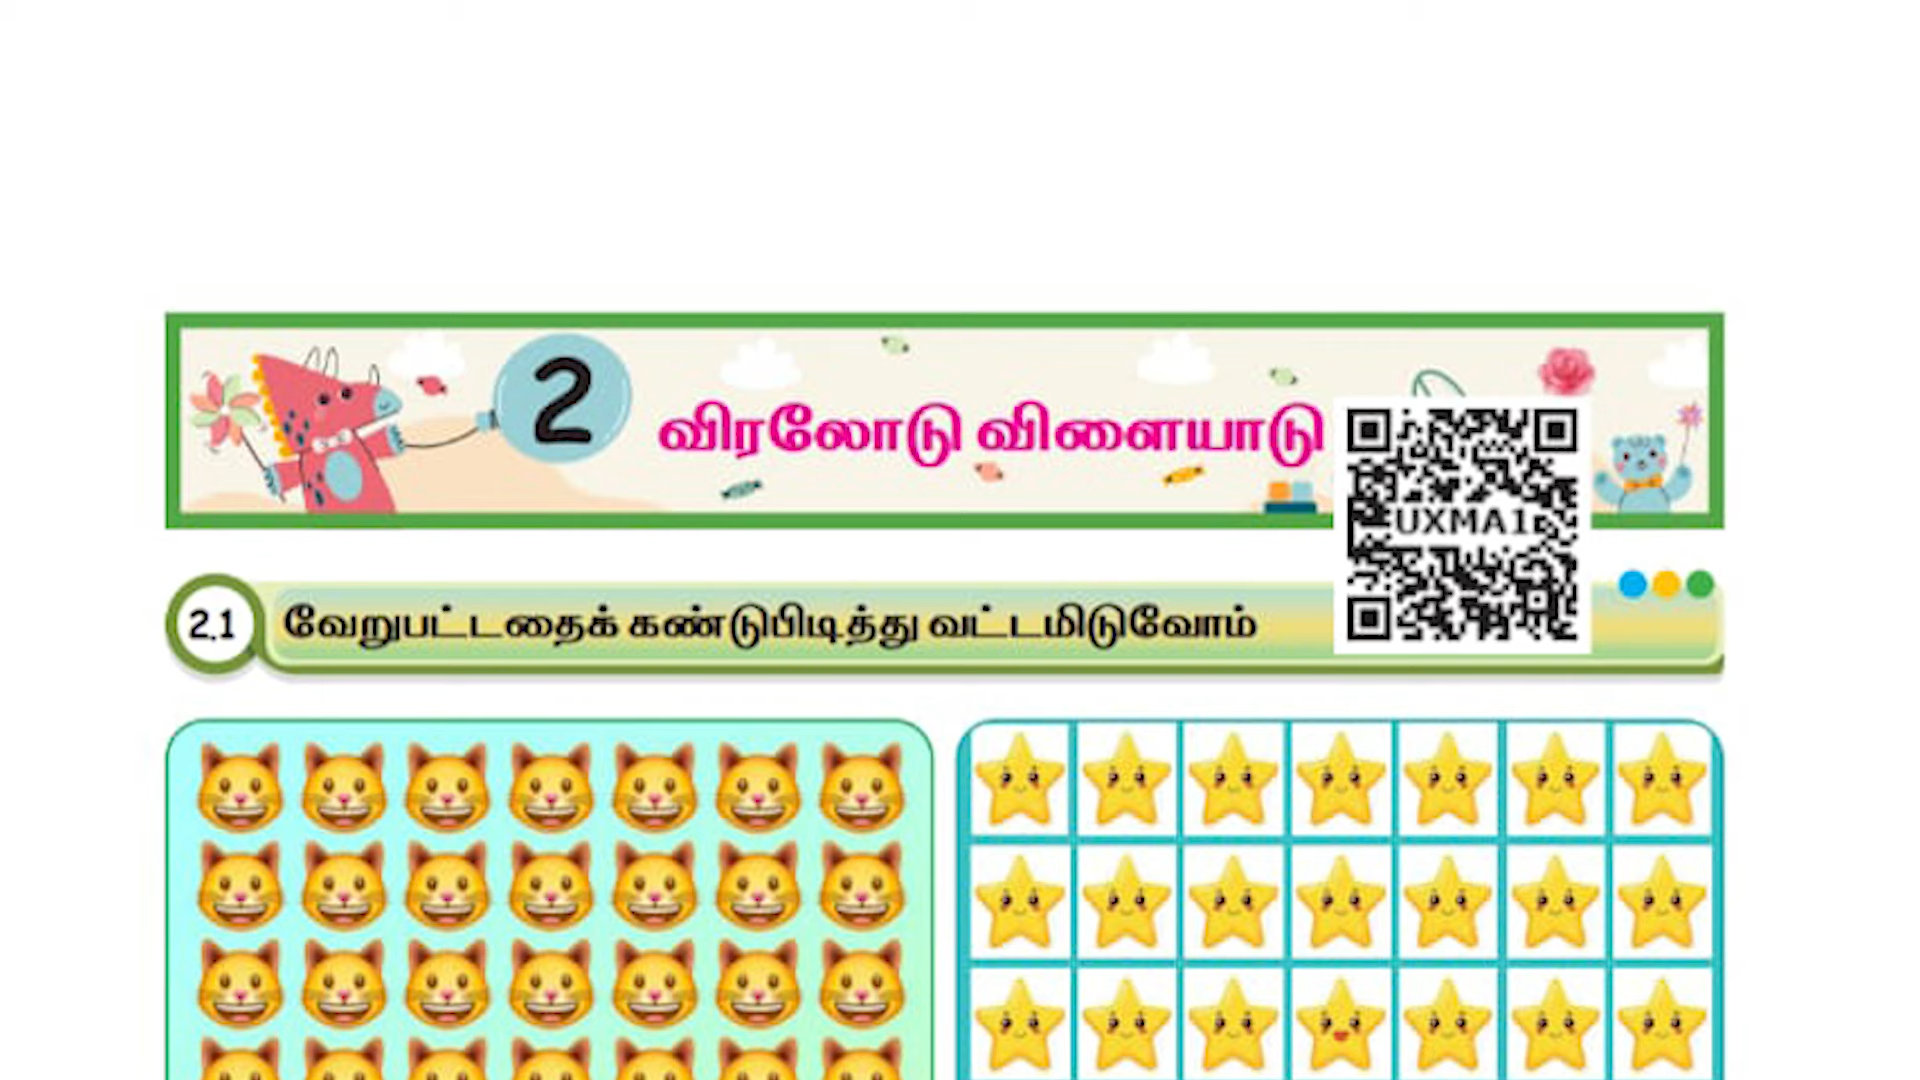 2 விரலோடு விளையாடு
UXMA1
2.1 வேறுபட்டதைக் கண்டுபிடித்து வட்டமிடுவோம்